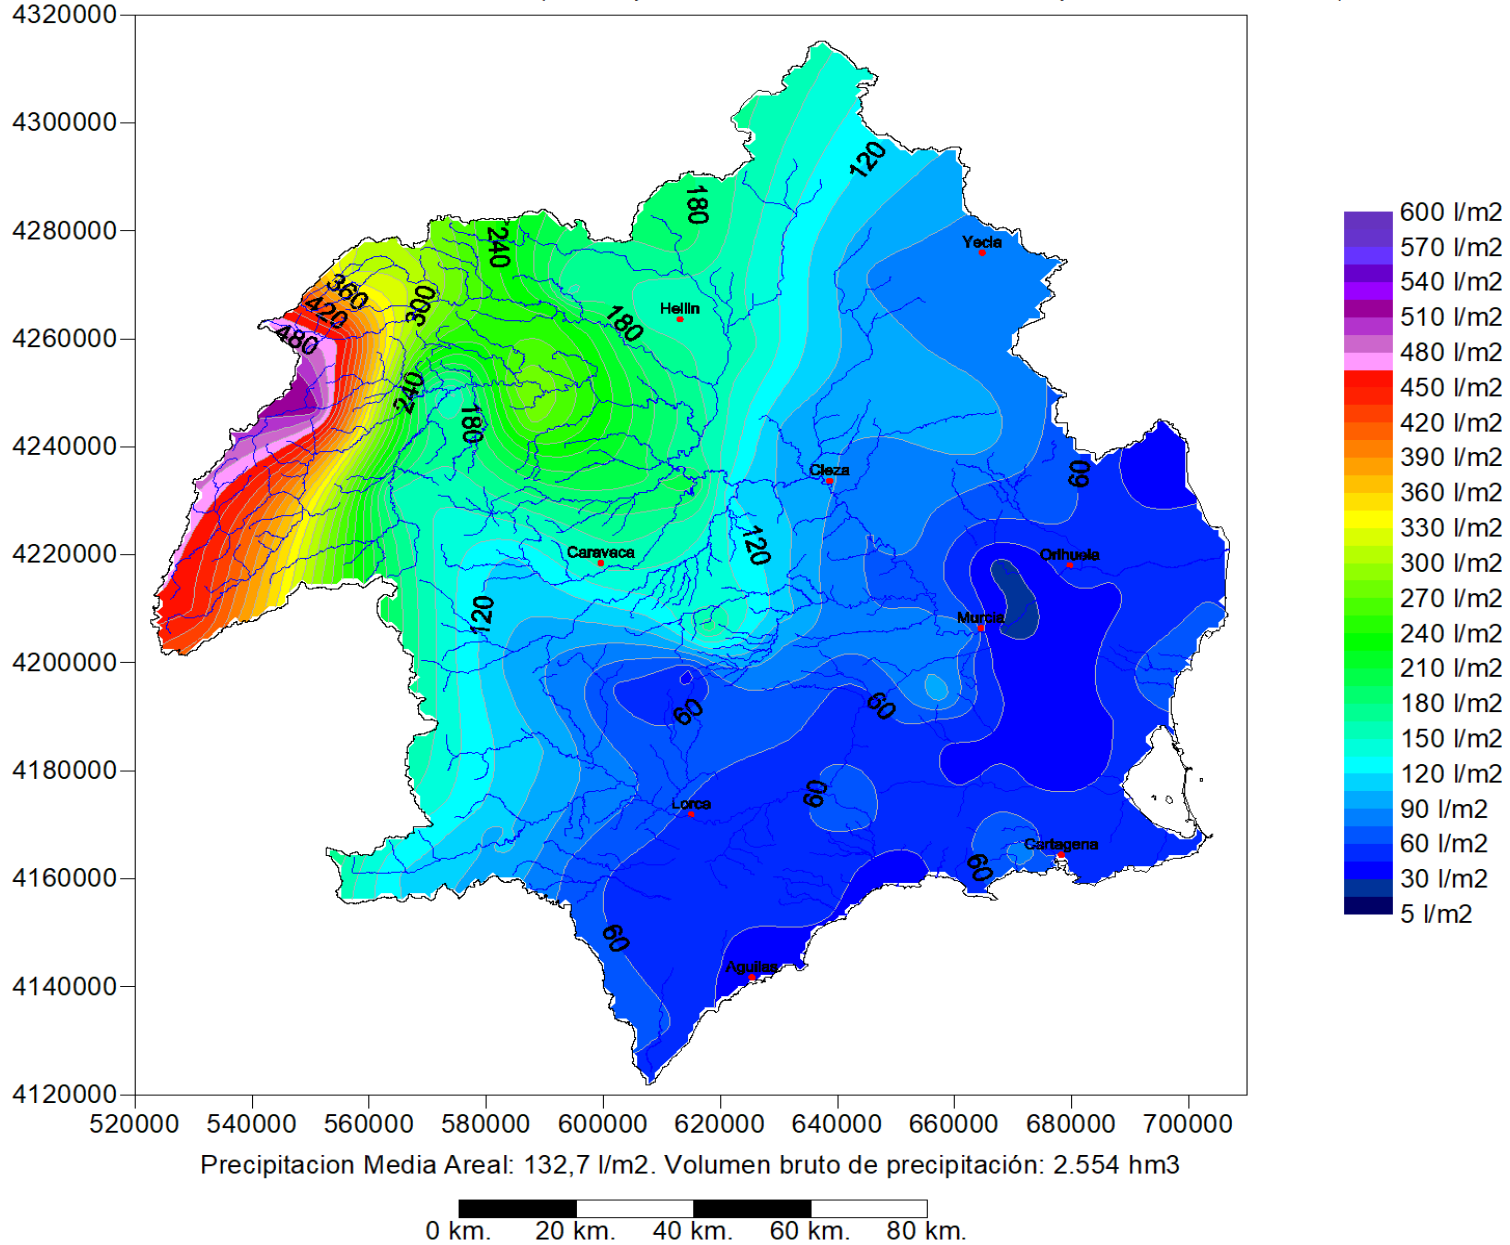 4320000
4300000
4280000
4260000
4240000
4220000
4200000
4180000
4160000
4140000
4120000
520000 540000 560000 580000 600000 620000 640000 660000 680000 700000
120
180
240
360
420
480
300
180
240
180
120
120
60
60
60
60
60
60
Yecla
Hellin
Cieza
Caravaca
Orihuela
Murcia
Lorca
Cartagena
Aguilas
600 l/m2
570 l/m2
540 l/m2
510 l/m2
480 l/m2
450 l/m2
420 l/m2
390 l/m2
360 l/m2
330 l/m2
300 l/m2
270 l/m2
240 l/m2
210 l/m2
180 l/m2
150 l/m2
120 l/m2
90 l/m2
60 l/m2
30 l/m2
5 l/m2
Precipitacion Media Areal: 132,7 l/m2. Volumen bruto de precipitación: 2.554 hm3
0 km. 20 km. 40 km. 60 km. 80 km.